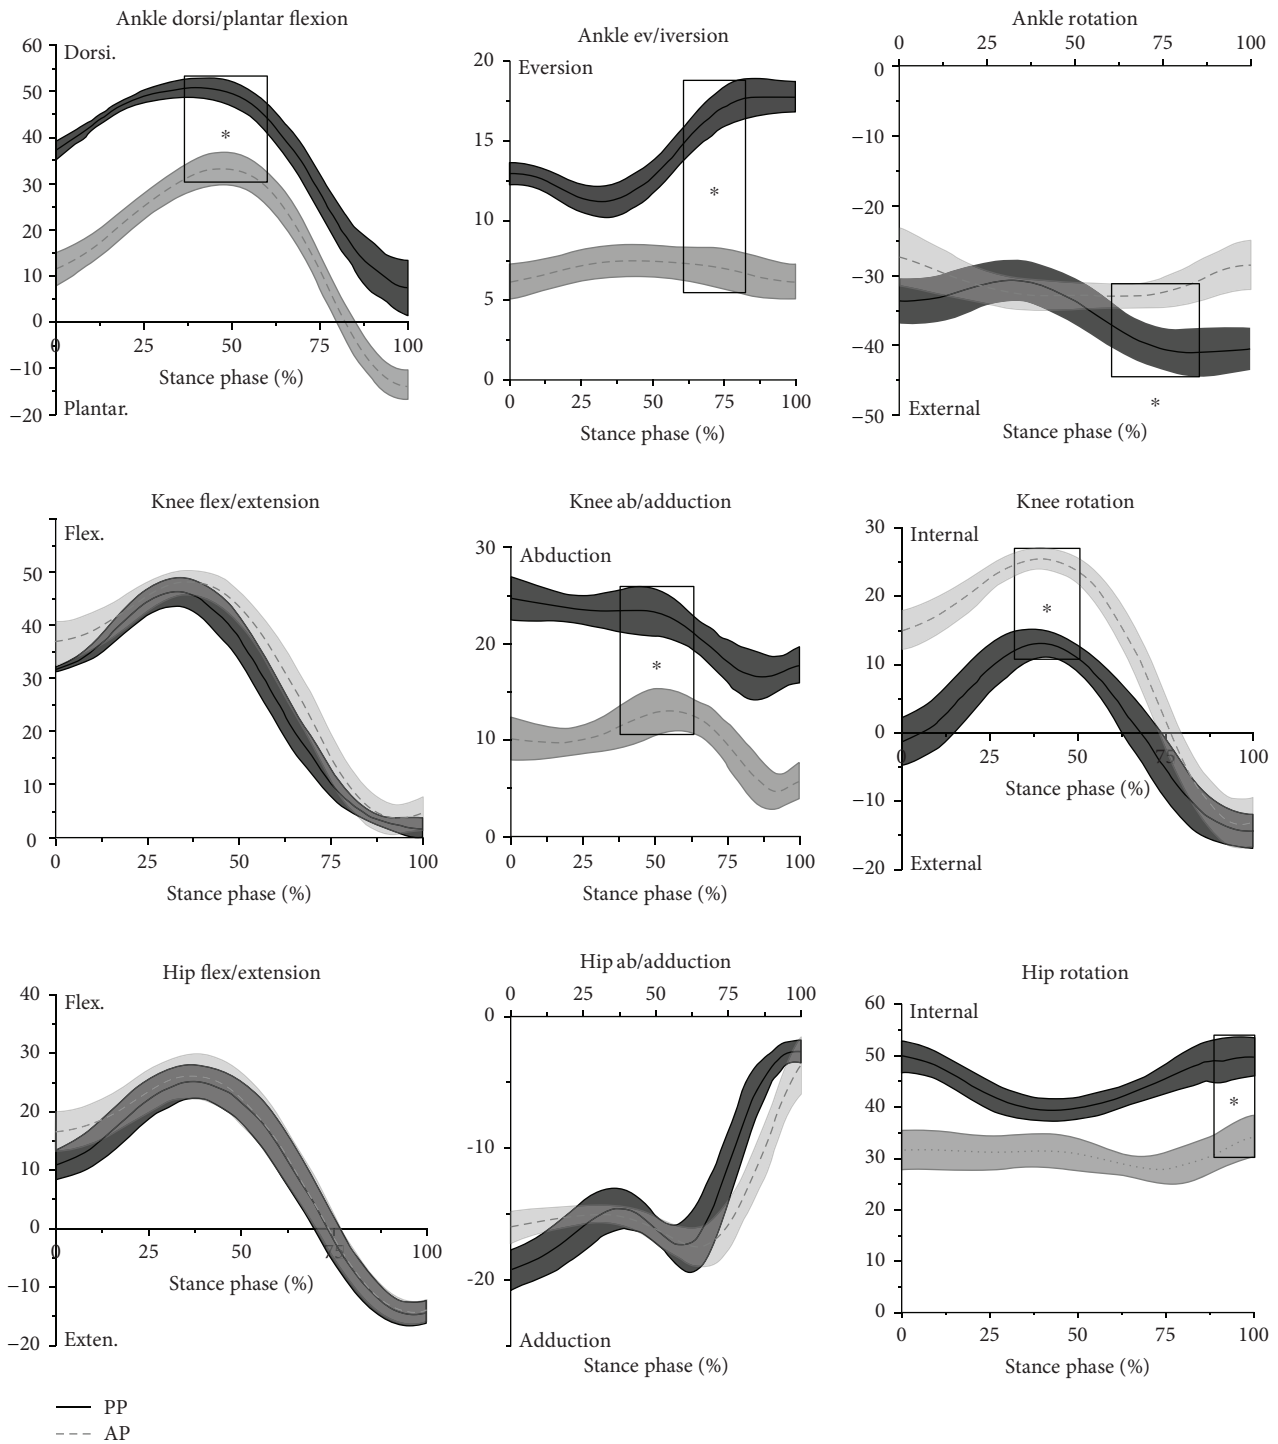 Ankle dorsi/plantar flexion
60
Dorsi.
50
40
*
30
20
10
0
0 25 50 75 100
−10
Stance phase (%)
−20
Plantar.
Ankle ev/iversion
20
Eversion
15
*
10
5
0
0 25 50 75 100
Stance phase (%)
Ankle rotation
0 25 50 75 100
0
−10
−20
−30
−40
−50
External
*
Stance phase (%)
Knee flex/extension
Flex.
50
40
30
20
10
0
0 25 50 75 100
Stance phase (%)
Knee ab/adduction
30
Abduction
20
*
10
0
0 25 50 75 100
Stance phase (%)
Knee rotation
30
Internal
20
*
10
0
25 50 75 100
Stance phase (%)
−10
−20
External
Hip flex/extension
40
Flex.
30
20
10
0
0 25 50 75 100
Stance phase (%)
−10
−20
Exten.
Hip ab/adduction
0 25 50 75 100
0
-10
-20
Adduction
Stance phase (%)
Hip rotation
60
Internal
50
40
*
30
20
10
0
0 25 50 75 100
Stance phase (%)
PP
AP